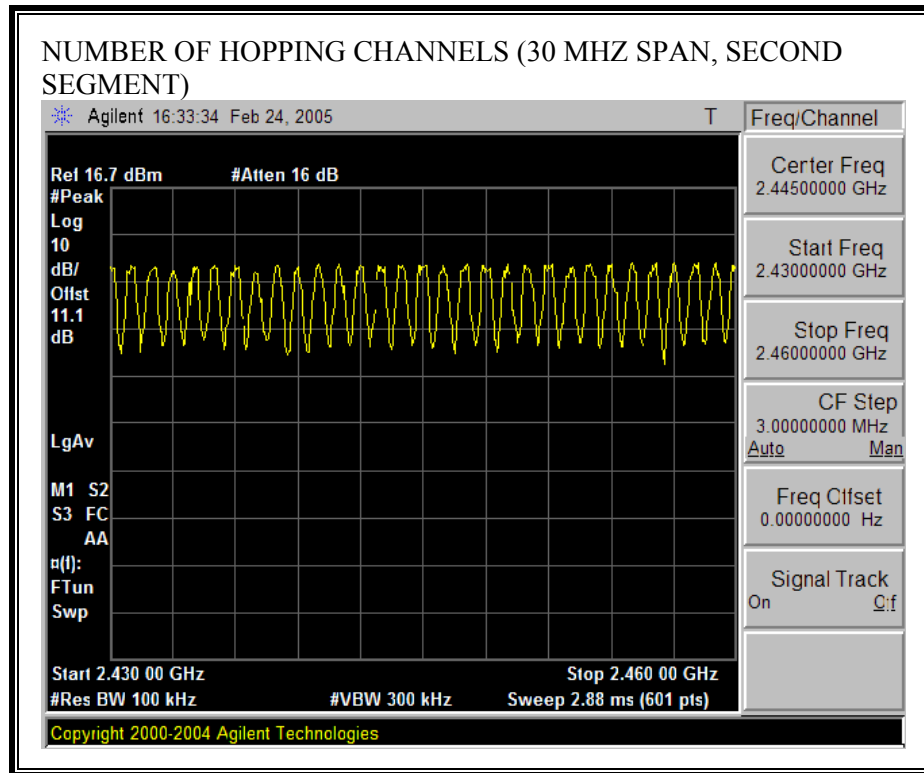 NUMBER OF HOPPING CHANNELS (30 MHZ SPAN, SECOND
SEGMENT)
Agilent 16:33:34 Feb 24, 2005 T
Freq/Channel
Ref 16.7 dBm #Atten 16 dB
#Peak
Log
10
dB/
Offst
11.1
dB
LgAv
M1 S2
S3 FC
AA
¤(f):
FTun
Swp
Start 2.430 00 GHz Stop 2.460 00 GHz
#Res BW 100 kHz #VBW 300 kHz Sweep 2.88 ms (601 pts)
Copyright 2000-2004 Agilent Technologies
Center Freq
2.44500000 GHz
Start Freq
2.43000000 GHz
Stop Freq
2.46000000 GHz
CF Step
3.00000000 MHz
Auto Man
Freq Offset
0.00000000 Hz
Signal Track
On Off